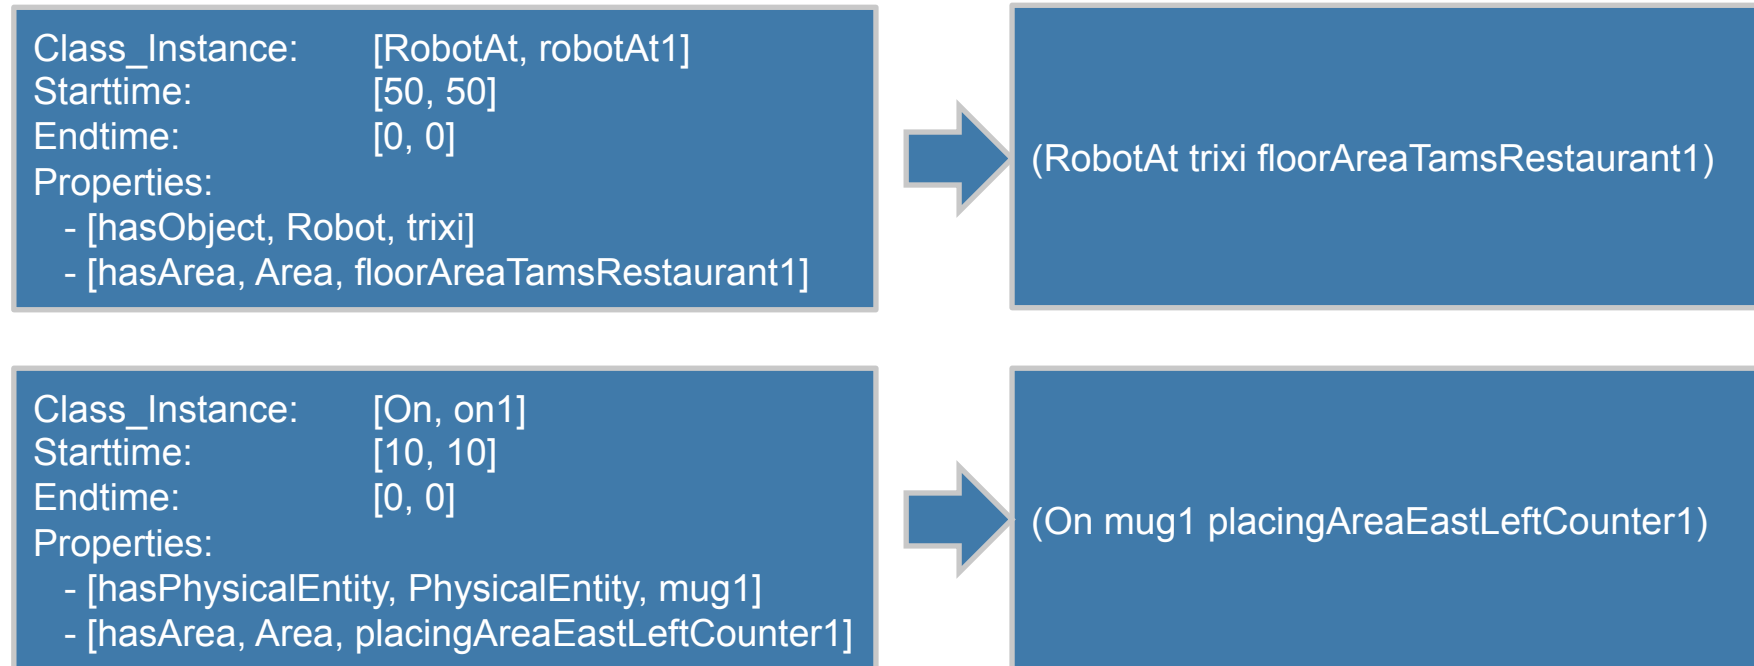 Class_Instance: [RobotAt, robotAt1]
Starttime: [50, 50]
Endtime: [0, 0]
Properties:
- [hasObject, Robot, trixi]
- [hasArea, Area, floorAreaTamsRestaurant1]
(RobotAt trixi floorAreaTamsRestaurant1)
Class_Instance: [On, on1]
Starttime: [10, 10]
Endtime: [0, 0]
Properties:
- [hasPhysicalEntity, PhysicalEntity, mug1]
- [hasArea, Area, placingAreaEastLeftCounter1]
(On mug1 placingAreaEastLeftCounter1)